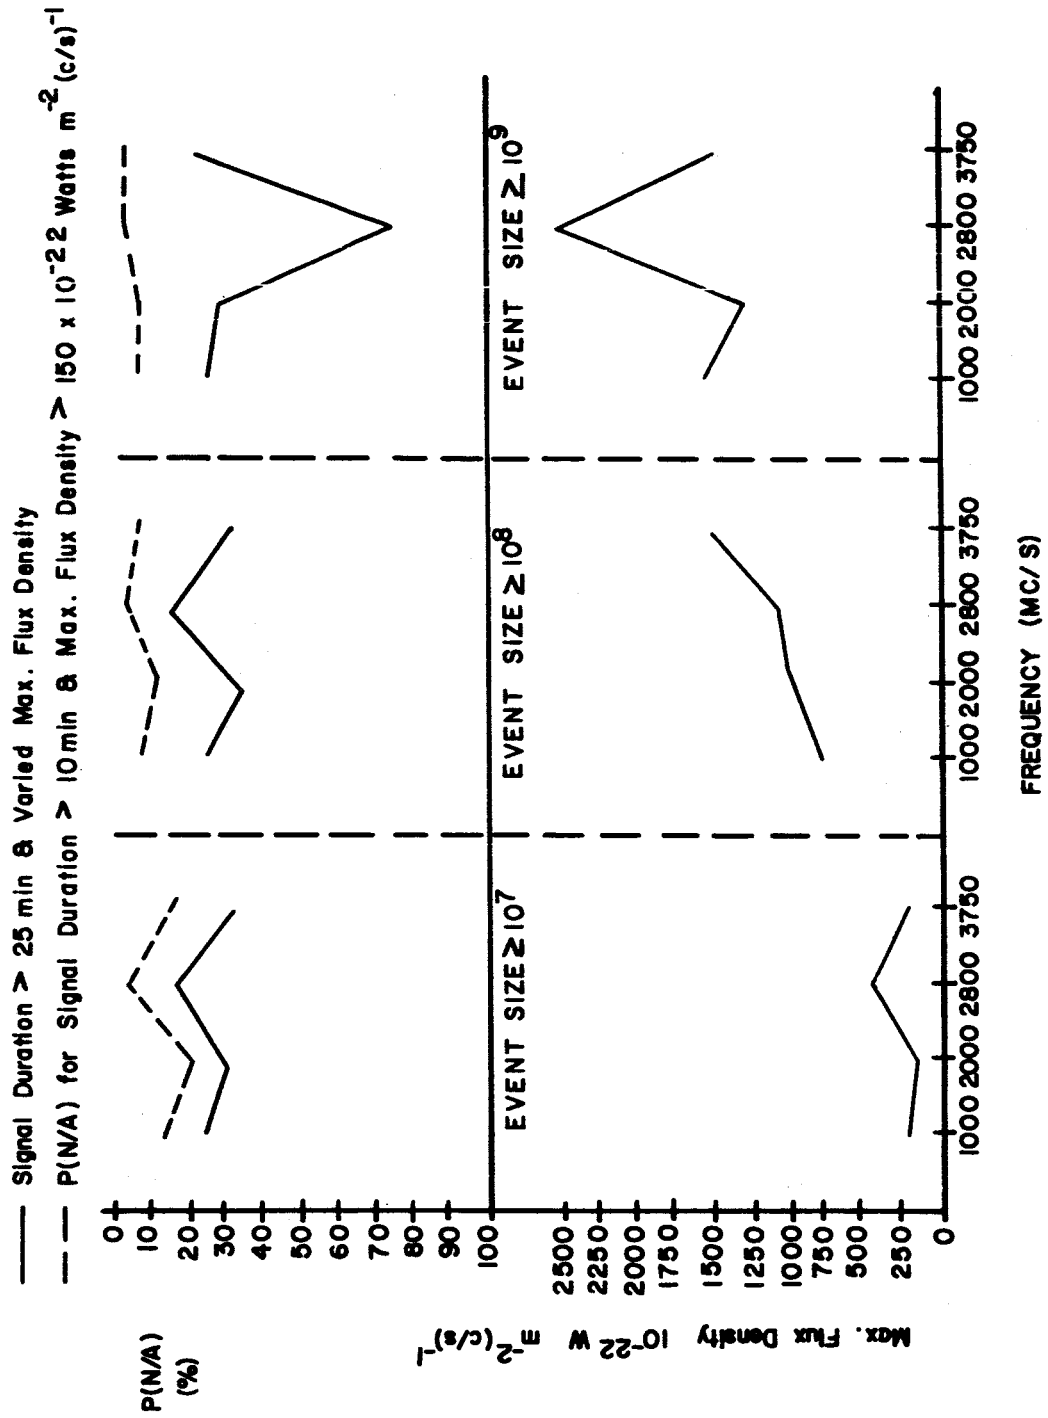 Signal Duration > 25 min & Varied Max. Flux Density
P(N/A) for Signal Duration > 10 min & Max. Flux Density > 150 x 10⁻²² Watts m⁻² (c/s)⁻¹
P(N/A)
(%)
0
10
20
30
40
50
60
70
80
90
100
EVENT SIZE ≥ 10⁷
EVENT SIZE ≥ 10⁸
EVENT SIZE ≥ 10⁹
Max. Flux Density 10⁻²² W m⁻² (c/s)⁻¹
2500
2250
2000
1750
1500
1250
1000
750
500
250
0
1000 2000 2800 3750 1000 2000 2800 3750 1000 2000 2800 3750
FREQUENCY (MC/S)